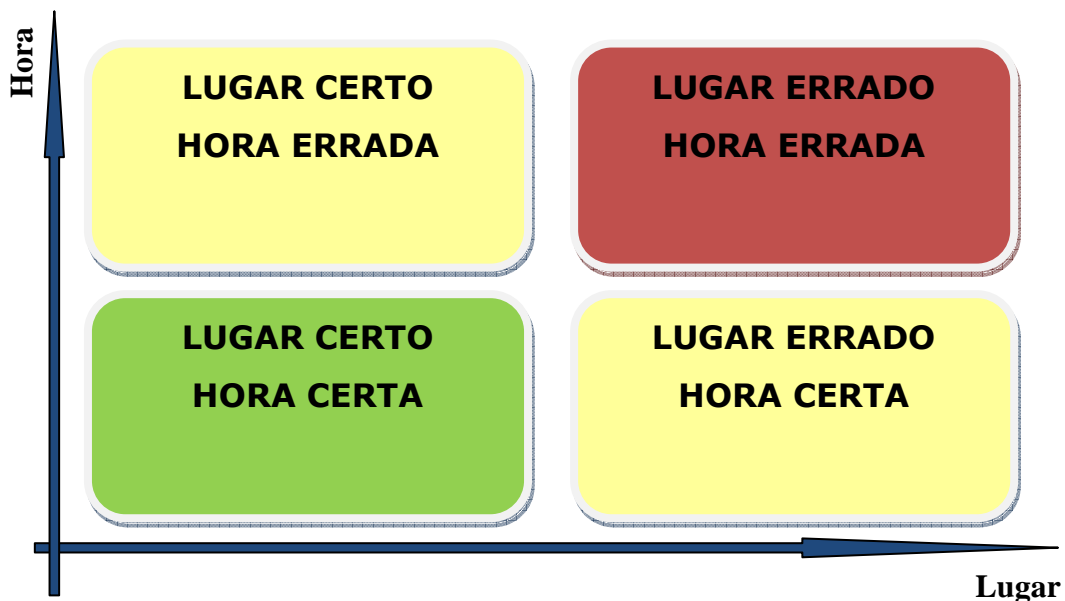 Hora
LUGAR CERTO
HORA ERRADA
LUGAR ERRADO
HORA ERRADA
LUGAR CERTO
HORA CERTA
LUGAR ERRADO
HORA CERTA
Lugar